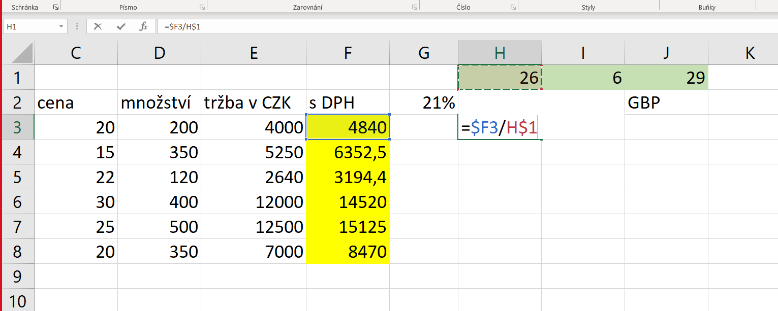 Schránka Písmo Zarovnání Číslo Styly Buňky
H1 =$F3/H$1
C D E F G H I J K
1 26 6 29
2 cena množství tržba v CZK s DPH 21% GBP
3 20 200 4000 4840 =$F3/H$1
4 15 350 5250 6352,5
5 22 120 2640 3194,4
6 30 400 12000 14520
7 25 500 12500 15125
8 20 350 7000 8470
9
10